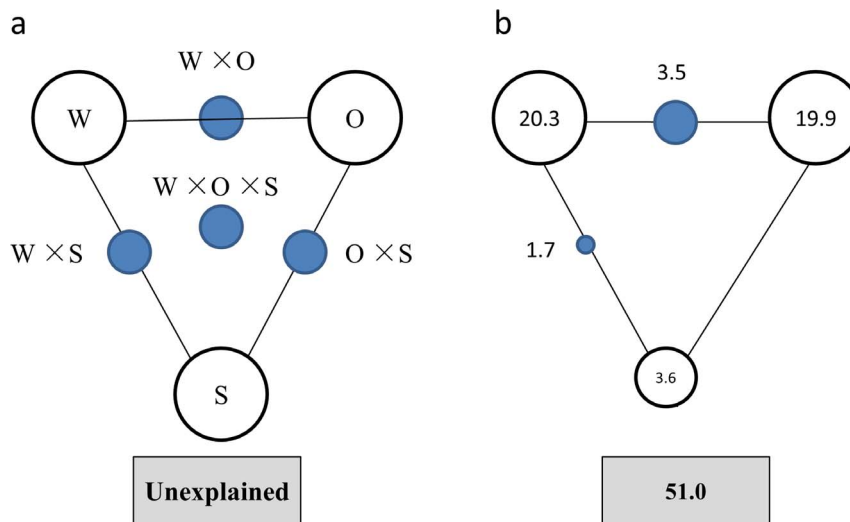 a
W ×O
W
O
W ×O ×S
W ×S
O ×S
S
Unexplained
b
3.5
20.3
19.9
1.7
3.6
51.0